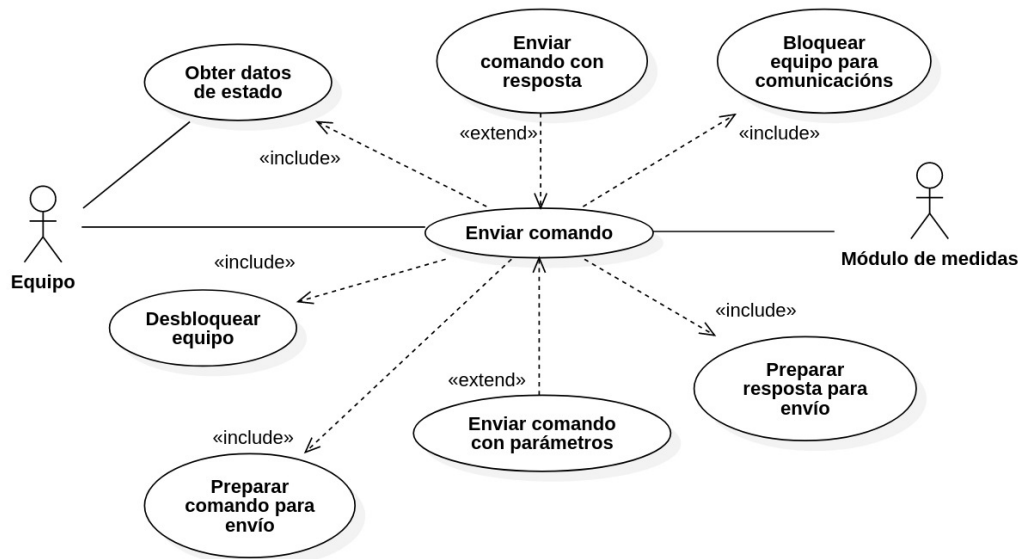 Enviar
comando con
resposta
Bloquear
equipo para
comunicacións
Obter datos
de estado
«extend»
«include»
«include»
Enviar comando
Módulo de medidas
Equipo
«include»
Desbloquear
equipo
«include»
Preparar
resposta para
envío
«extend»
Enviar comando
con parámetros
«include»
Preparar
comando para
envío